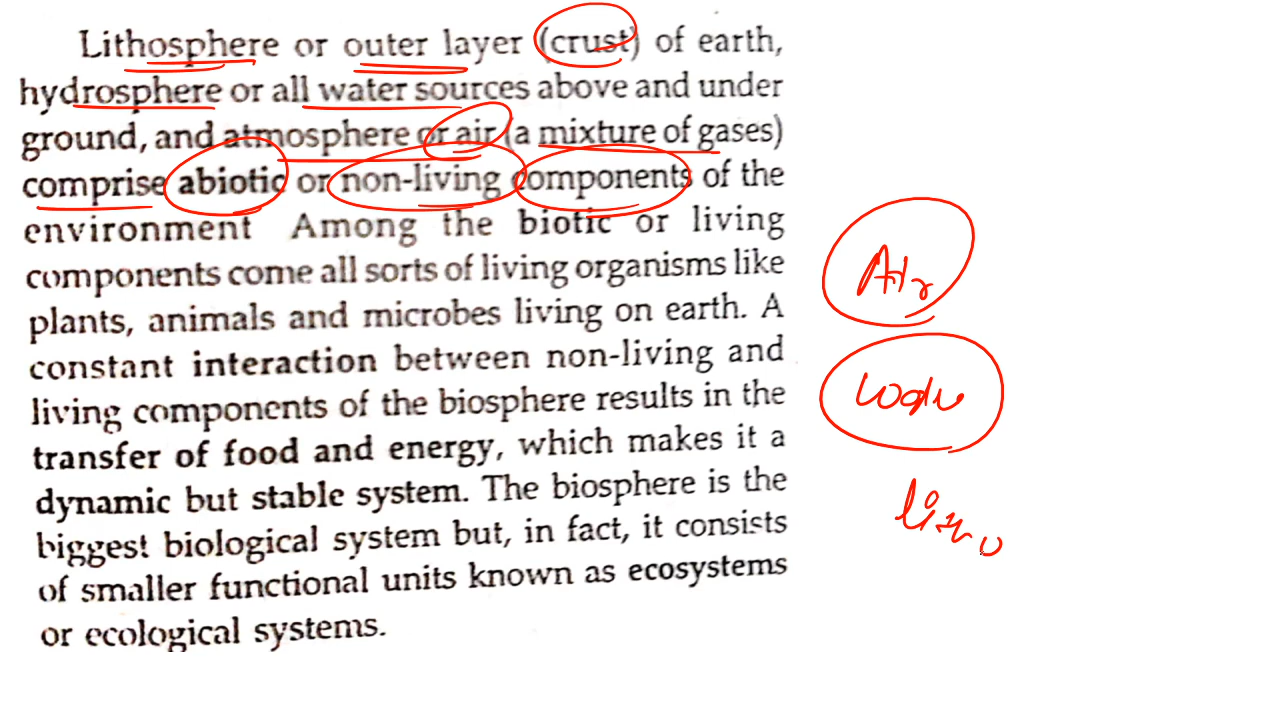 Lithosphere or outer layer (crust) of earth,
hydrosphere or all water sources above and under
ground, and atmosphere or air (a mixture of gases)
comprise abiotic or non-living components of the
environment Among the biotic or living
components come all sorts of living organisms like
plants, animals and microbes living on earth. A
constant interaction between non-living and
living components of the biosphere results in the
transfer of food and energy, which makes it a
dynamic but stable system. The biosphere is the
biggest biological system but, in fact, it consists
of smaller functional units known as ecosystems
or ecological systems.